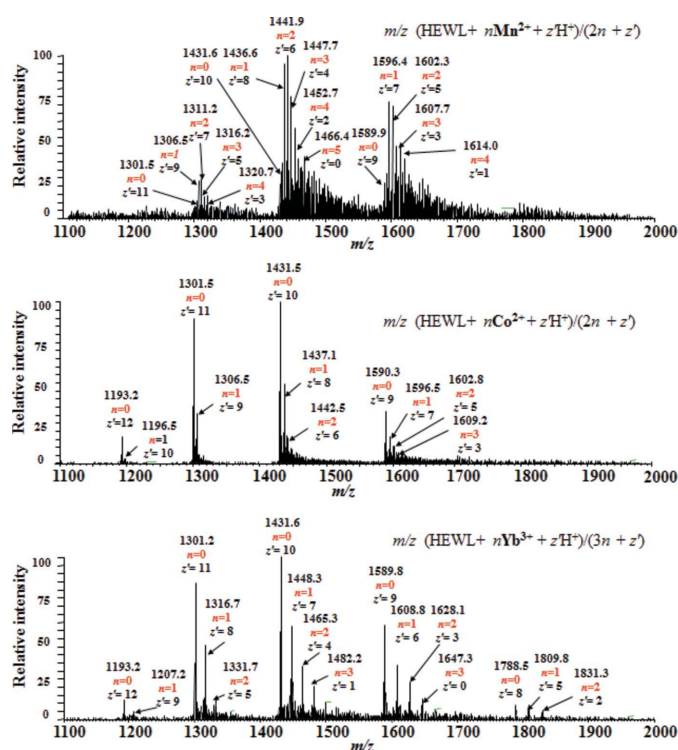 m/z (HEWL+ nMn²⁺ + z'H⁺)/(2n + z')
Relative intensity
100
75
50
25
0
1301.5
n=0
z'=11
1306.5
n=1
z'=9
1311.2
n=2
z'=7
1316.2
n=3
z'=5
1320.7
n=4
z'=3
1431.6
n=0
z'=10
1436.6
n=1
z'=8
1441.9
n=2
z'=6
1447.7
n=3
z'=4
1452.7
n=4
z'=2
1466.4
n=5
z'=0
1589.9
n=0
z'=9
1596.4
n=1
z'=7
1602.3
n=2
z'=5
1607.7
n=3
z'=3
1614.0
n=4
z'=1
1100 1200 1300 1400 1500 1600 1700 1800 1900 2000
m/z
m/z (HEWL+ nCo²⁺ + z'H⁺)/(2n + z')
Relative intensity
100
75
50
25
0
1193.2
n=0
z'=12
1196.5
n=1
z'= 10
1301.5
n=0
z'= 11
1306.5
n=1
z'= 9
1431.5
n=0
z'= 10
1437.1
n=1
z'= 8
1442.5
n=2
z'= 6
1590.3
n=0
z'= 9
1596.5
n=1
z'= 7
1602.8
n=2
z'= 5
1609.2
n=3
z'= 3
1100 1200 1300 1400 1500 1600 1700 1800 1900 2000
m/z
m/z (HEWL+ nYb³⁺ + z'H⁺)/(3n + z')
Relative intensity
100
75
50
25
0
1193.2
n=0
z'= 12
1207.2
n=1
z'= 9
1301.2
n=0
z'= 11
1316.7
n=1
z'= 8
1331.7
n=2
z'= 5
1431.6
n=0
z'= 10
1448.3
n=1
z'= 7
1465.3
n=2
z'= 4
1482.2
n=3
z'= 1
1589.8
n=0
z'= 9
1608.8
n=1
z'= 6
1628.1
n=2
z'= 3
1647.3
n=3
z'= 0
1788.5
n=0
z'= 8
1809.8
n=1
z'= 5
1831.3
n=2
z'= 2
1100 1200 1300 1400 1500 1600 1700 1800 1900 2000
m/z